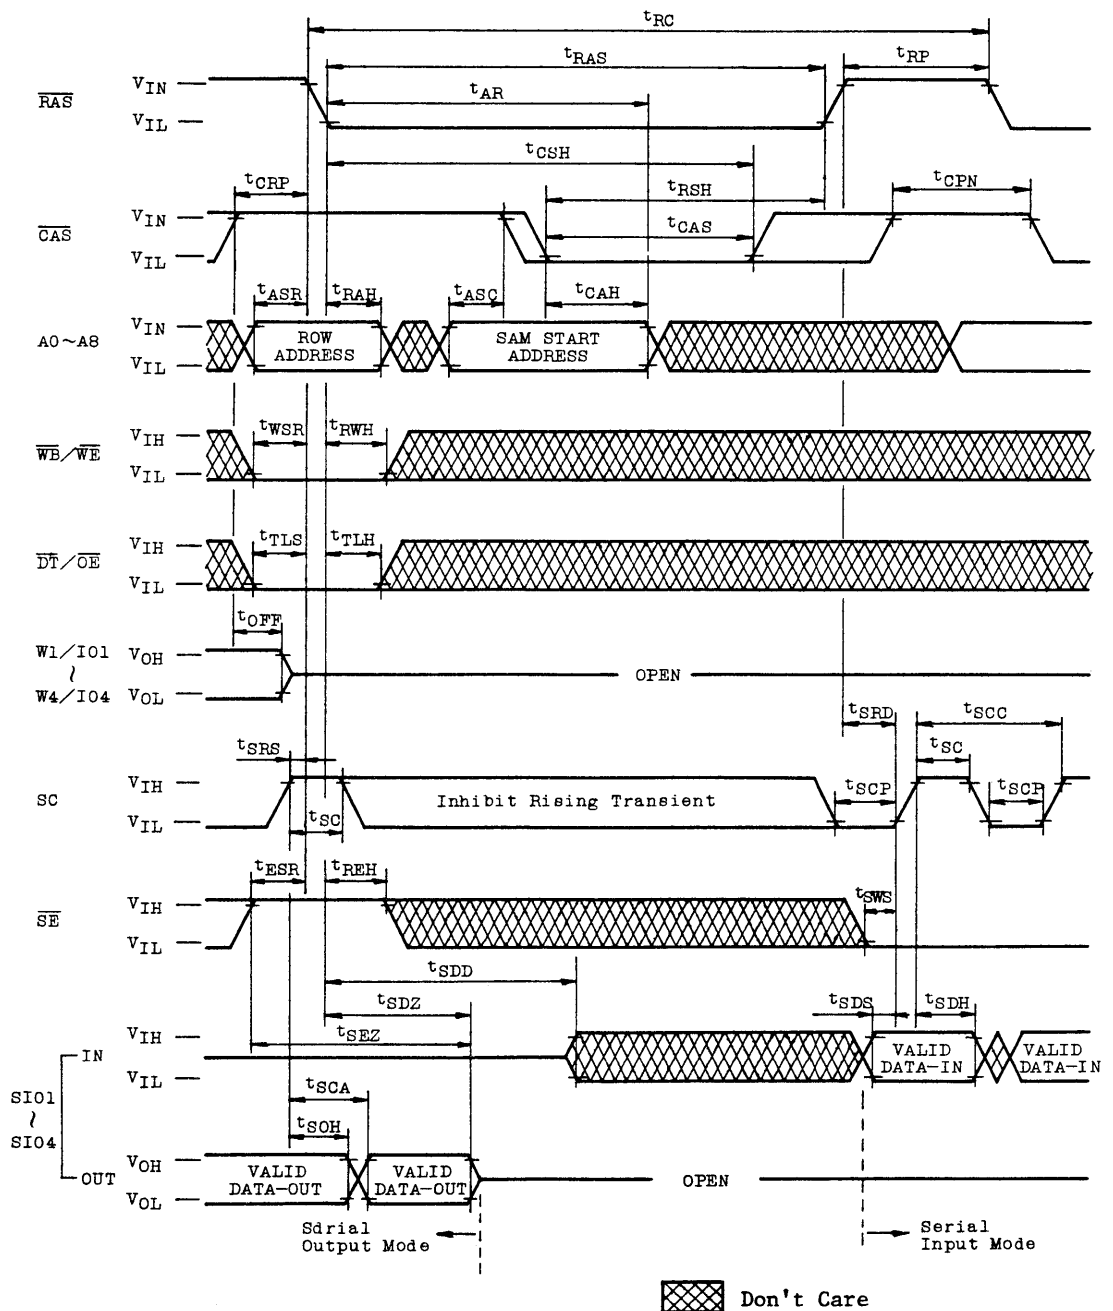 tRC
tRAS
tRP
tAR
RAS
VIN
VIL
tCSH
tCRP
tRSH
tCPN
CAS
VIN
VIL
tCAS
tASR
tRAH
tASC
tCAH
A0~A8
VIN
VIL
ROW
ADDRESS
SAM START
ADDRESS
tWSR
tRWH
WB/WE
VIH
VIL
tTLS
tTLH
DT/OE
VIH
VIL
tOFF
W1/IO1
~
W4/IO4
VOH
VOL
OPEN
tSRD
tSCC
tSRS
tSC
SC
VIH
VIL
Inhibit Rising Transient
tSCP
tSCP
tSC
tESR
tREH
tSWS
SE
VIH
VIL
tSDD
tSDZ
tSDS
tSDH
tSEZ
IN
VIH
VIL
VALID
DATA-IN
VALID
DATA-IN
SIO1
~
SIO4
tSCA
tSOH
OUT
VOH
VOL
VALID
DATA-OUT
VALID
DATA-OUT
OPEN
Sdrial
Output Mode
Serial
Input Mode
Don't Care